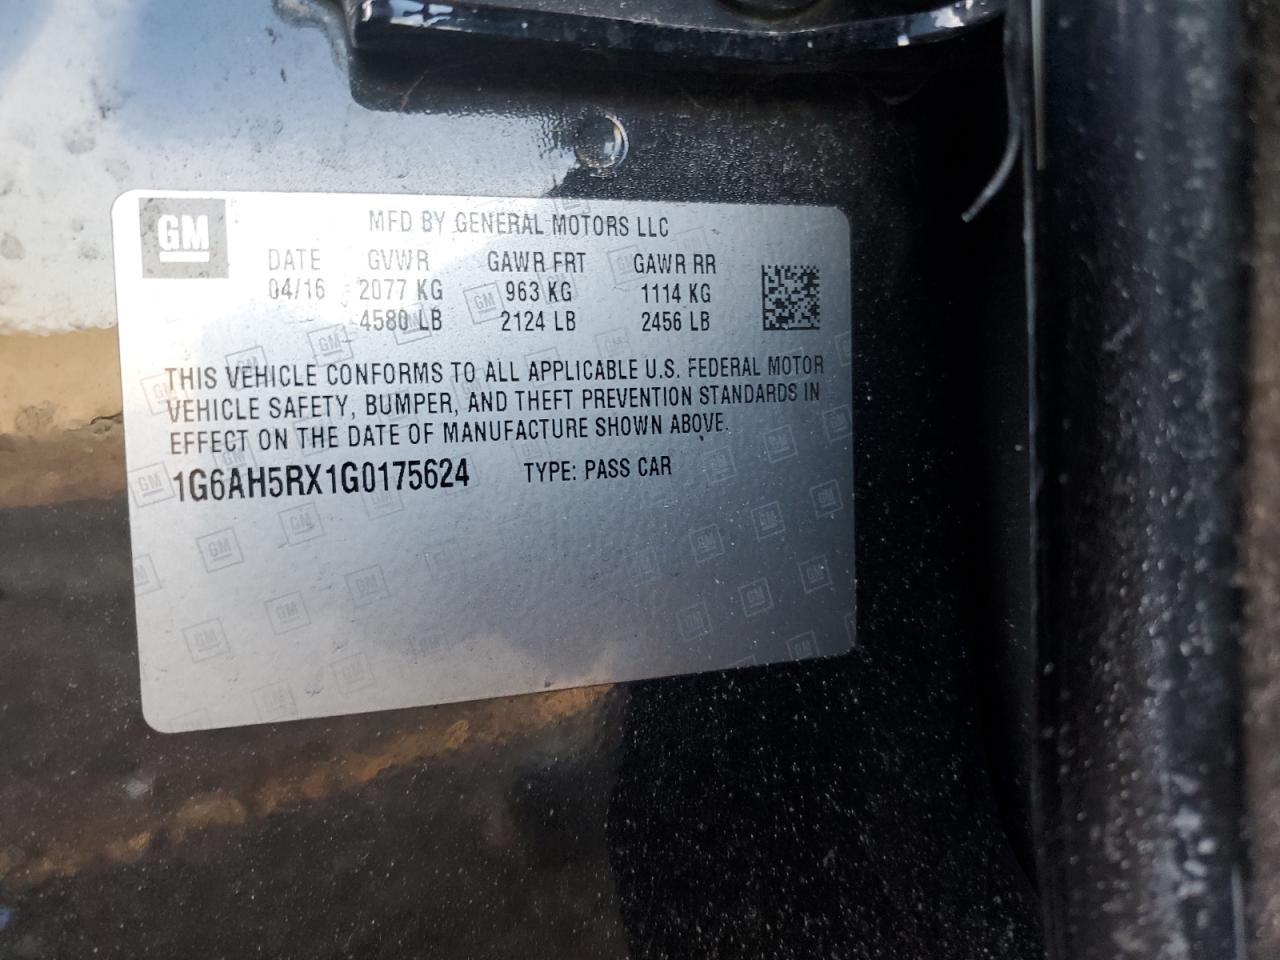 GM
MFD BY GENERAL MOTORS LLC
DATE GVWR GAWR FRT GAWR RR
04/16 2077 KG 963 KG 1114 KG
4580 LB 2124 LB 2456 LB
THIS VEHICLE CONFORMS TO ALL APPLICABLE U.S. FEDERAL MOTOR
VEHICLE SAFETY, BUMPER, AND THEFT PREVENTION STANDARDS IN
EFFECT ON THE DATE OF MANUFACTURE SHOWN ABOVE.
1G6AH5RX1G0175624 TYPE: PASS CAR